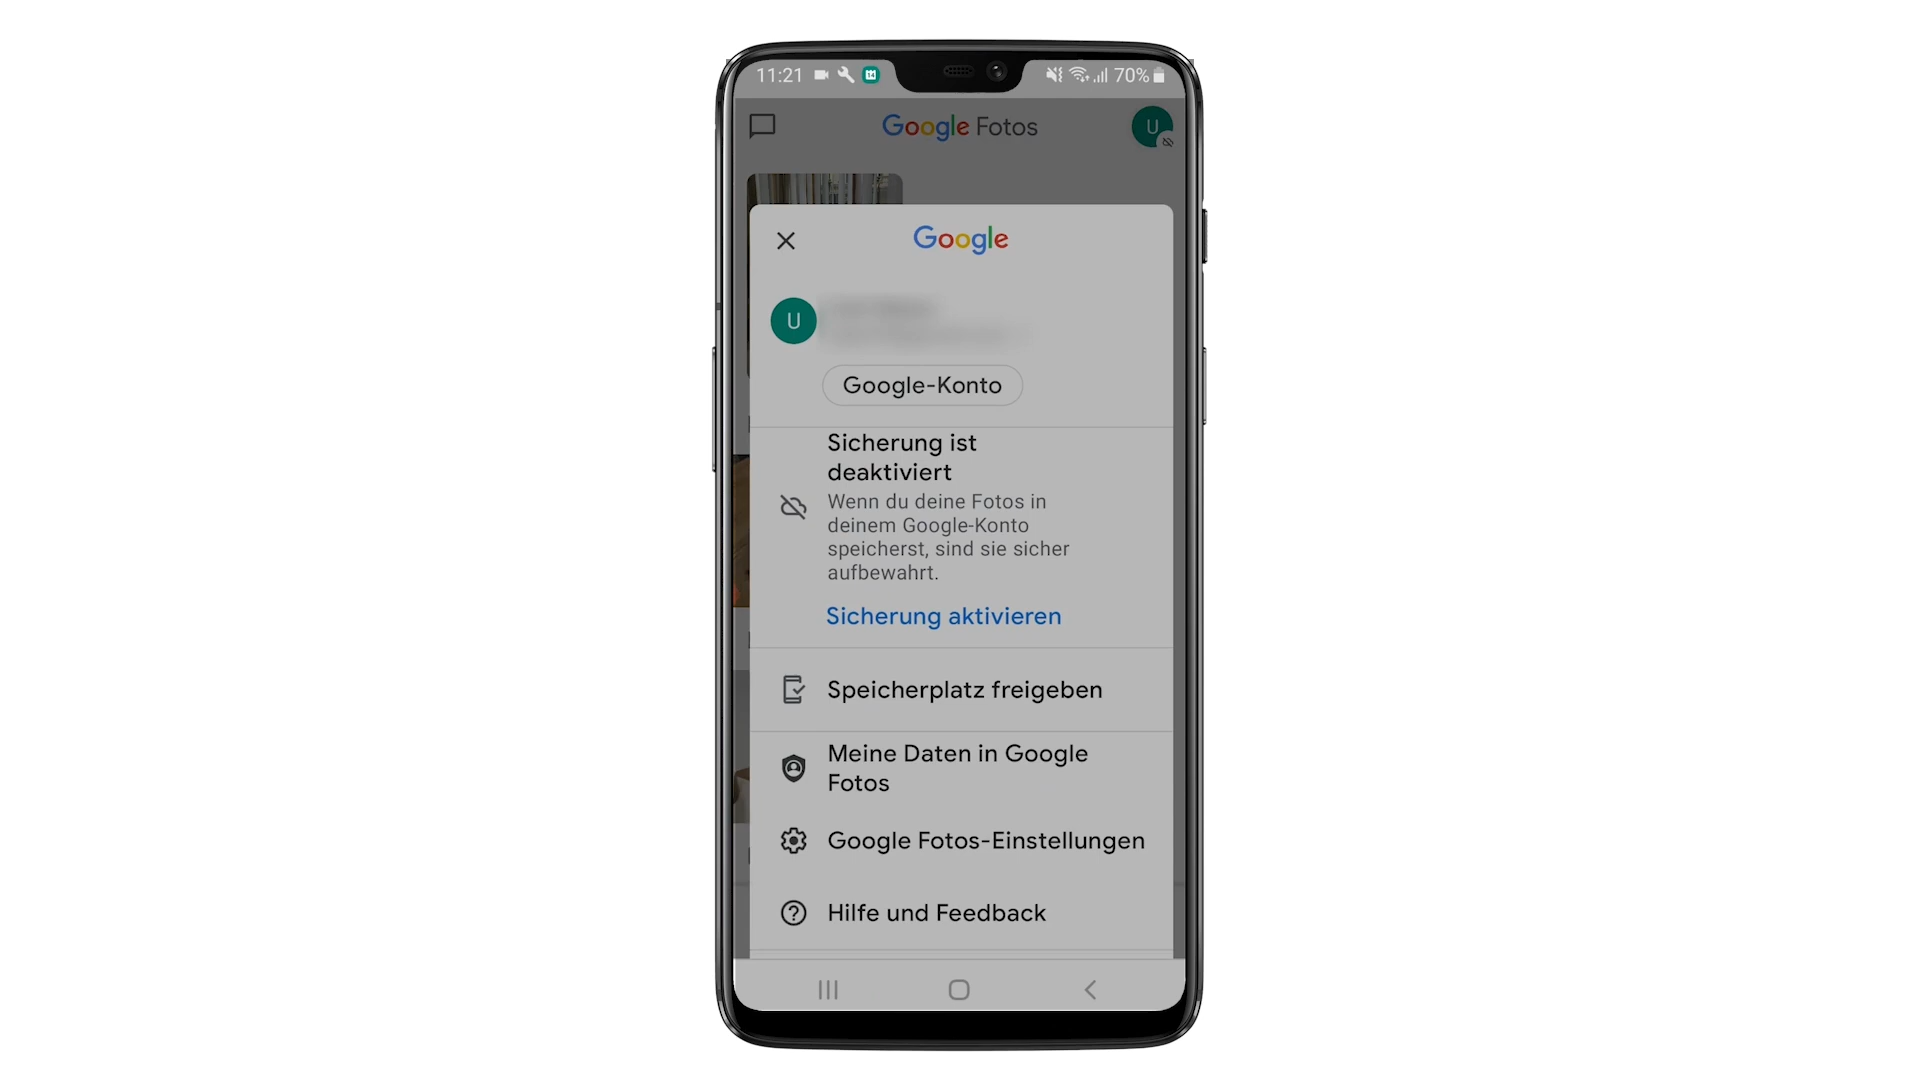 11:21 70%
Google Fotos U
Google
U
Google-Konto
Sicherung ist
deaktiviert
Wenn du deine Fotos in
deinem Google-Konto
speicherst, sind sie sicher
aufbewahrt.
Sicherung aktivieren
Speicherplatz freigeben
Meine Daten in Google
Fotos
Google Fotos-Einstellungen
Hilfe und Feedback